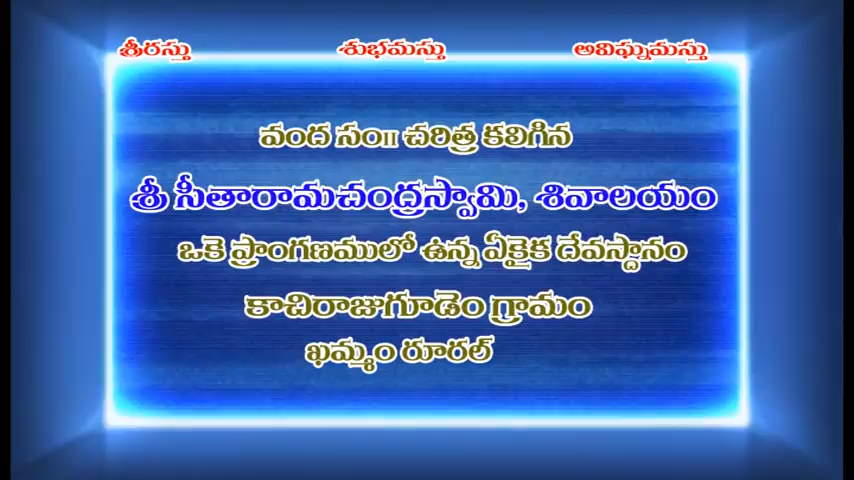 శ్రీరస్తు శుభమస్తు అవిఘ్నమస్తు
వంద సం॥ చరిత్ర కలిగిన
శ్రీ సీతారామచంద్రస్వామి, శివాలయం
ఒకె ప్రాంగణములో ఉన్న ఏకైక దేవస్దానం
కాచిరాజుగూడెం గ్రామం
ఖమ్మం రూరల్